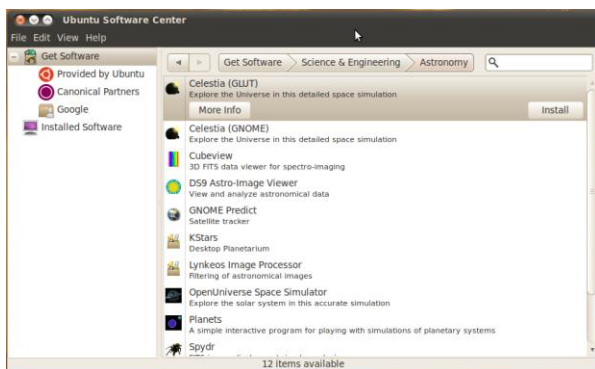 Ubuntu Software Center
File Edit View Help
Get Software
Provided by Ubuntu
Canonical Partners
Google
Installed Software
Get Software Science & Engineering Astronomy
Celestia (GLUT)
Explore the Universe in this detailed space simulation
More Info Install
Celestia (GNOME)
Explore the Universe in this detailed space simulation
Cubeview
3D FITS data viewer for spectro-imaging
DS9 Astro-Image Viewer
View and analyze astronomical data
GNOME Predict
Satellite tracker
KStars
Desktop Planetarium
Lynkeos Image Processor
Filtering of astronomical images
OpenUniverse Space Simulator
Explore the solar system in this accurate simulation
Planets
A simple interactive program for playing with simulations of planetary systems
Spydr
12 items available